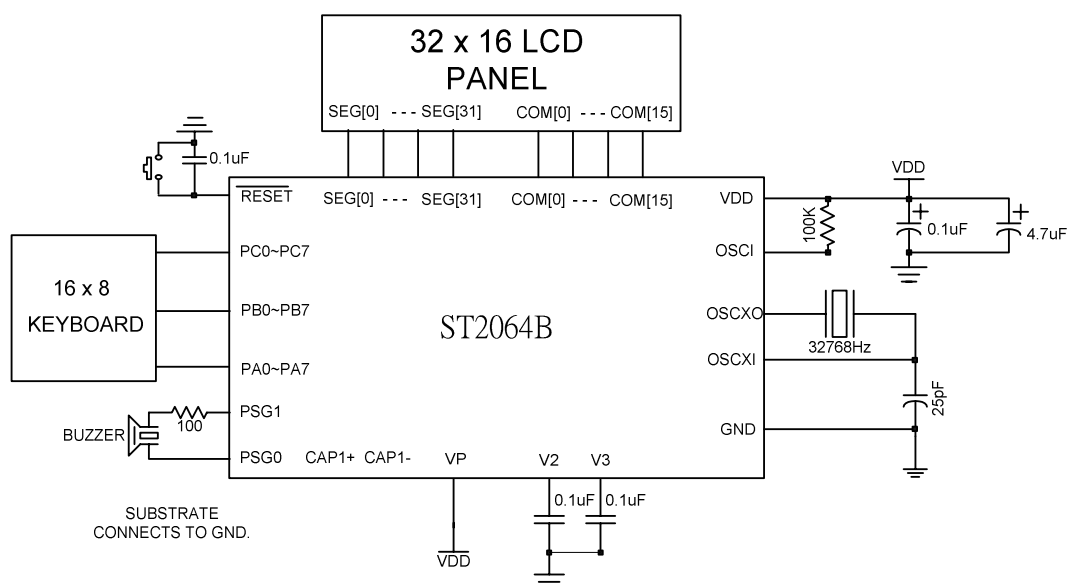 32 x 16 LCD
PANEL
SEG[0] --- SEG[31] COM[0] --- COM[15]
0.1uF
RESET
SEG[0] --- SEG[31] COM[0] --- COM[15]
VDD
VDD
100K
0.1uF
4.7uF
OSCI
PC0~PC7
16 x 8
KEYBOARD
PB0~PB7
PA0~PA7
ST2064B
OSCXO
32768Hz
OSCXI
25pF
GND
PSG1
100
BUZZER
PSG0
CAP1+ CAP1- VP V2 V3
0.1uF 0.1uF
VDD
SUBSTRATE
CONNECTS TO GND.